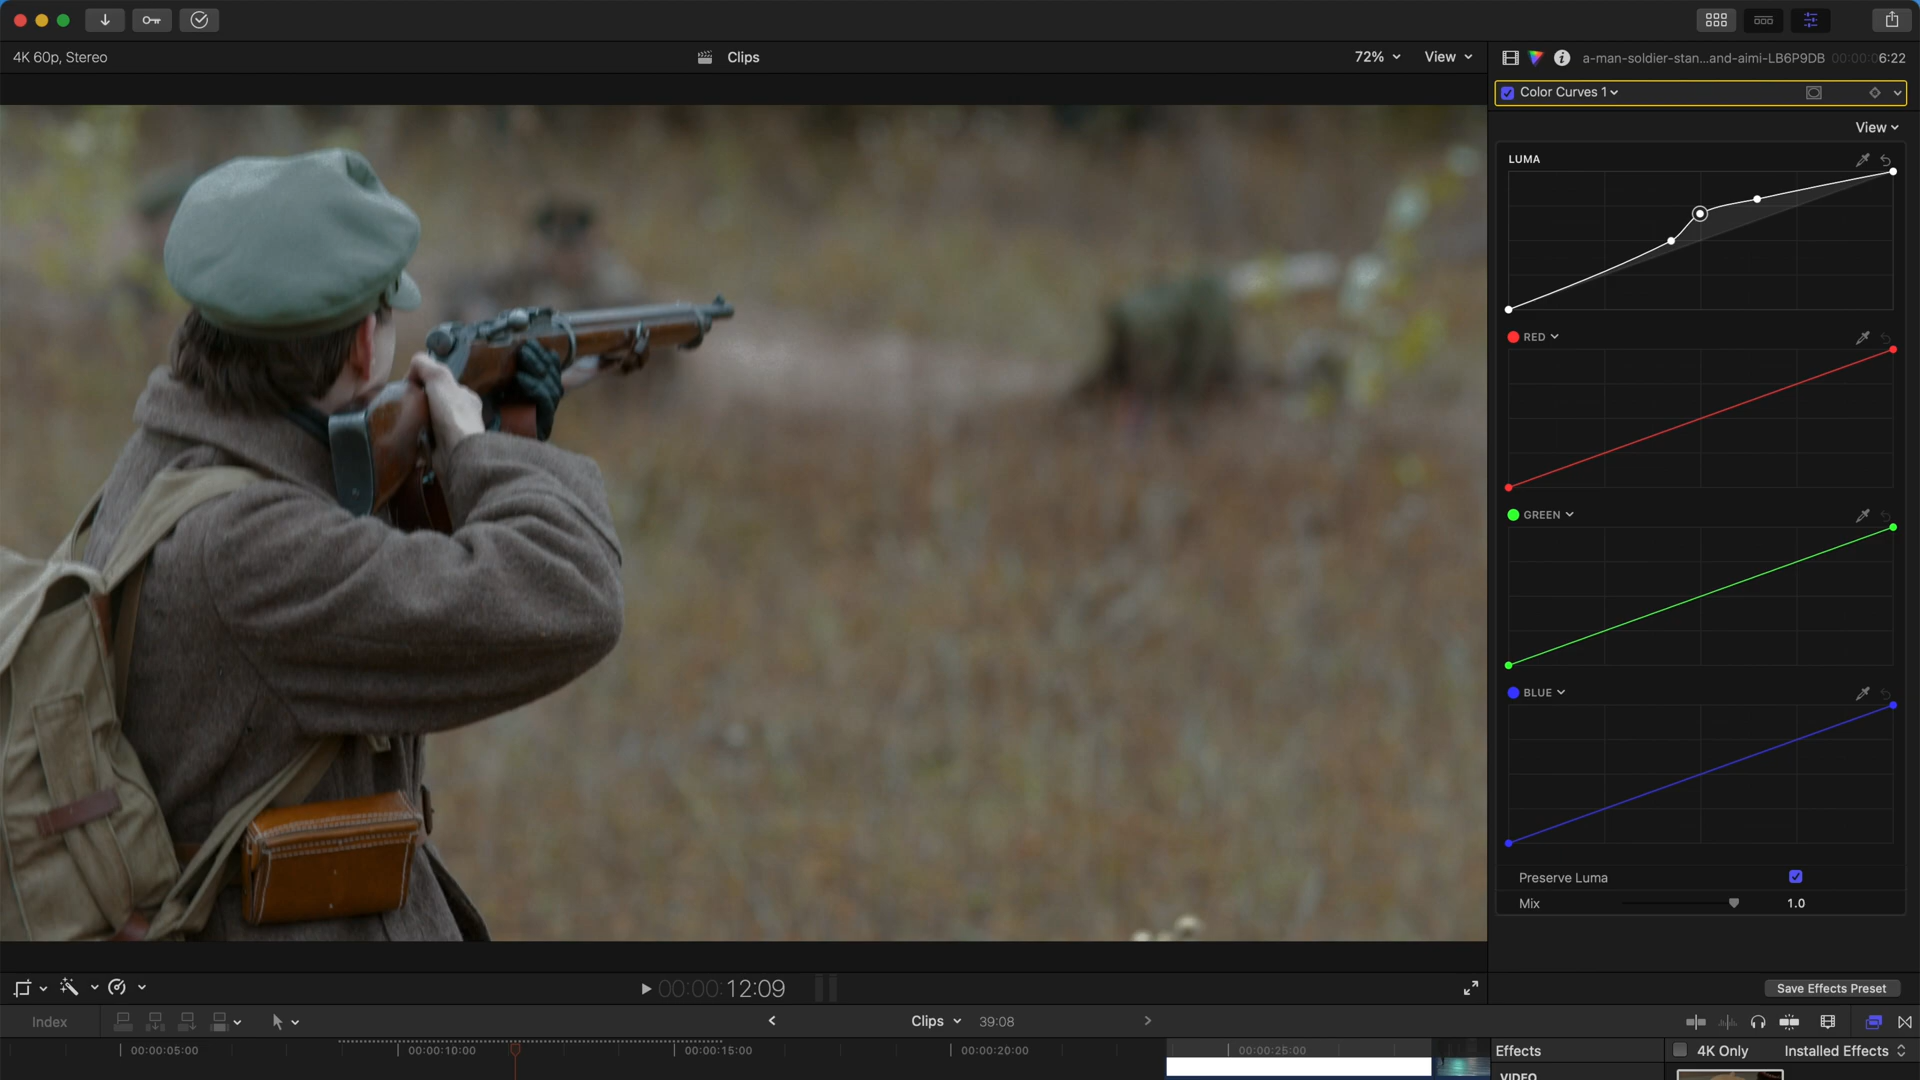 4K 60p, Stereo
Clips
72%
View
a-man-soldier-stan...and-aimi-LB6P9DB
00:00:06:22
Color Curves 1
View
LUMA
RED
GREEN
BLUE
Preserve Luma
Mix
1.0
00:00:12:09
Save Effects Preset
Index
Clips
39:08
00:00:05:00
00:00:10:00
00:00:15:00
00:00:20:00
00:00:25:00
Effects
4K Only
Installed Effects
VIDEO